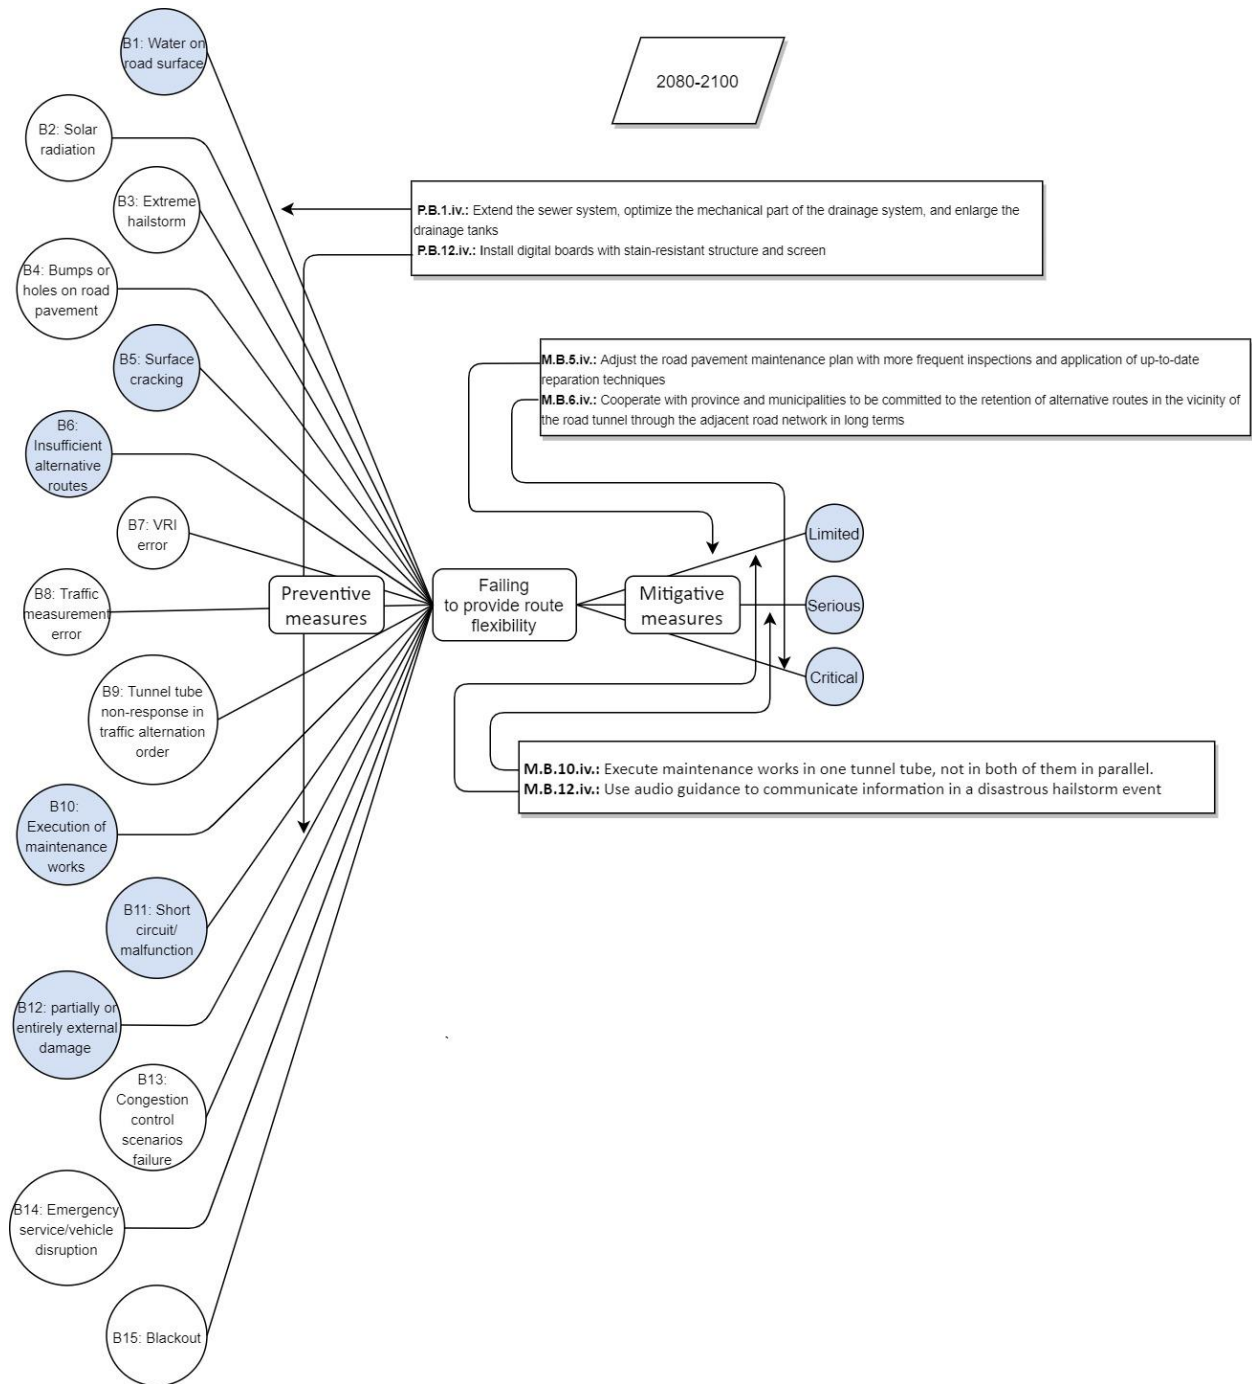 B1: Water on
road surface
2080-2100
B2: Solar
radiation
B3: Extreme
hailstorm
P.B.1.iv.: Extend the sewer system, optimize the mechanical part of the drainage system, and enlarge the
drainage tanks
P.B.12.iv.: Install digital boards with stain-resistant structure and screen
B4: Bumps or
holes on road
pavement
B5: Surface
cracking
M.B.5.iv.: Adjust the road pavement maintenance plan with more frequent inspections and application of up-to-date
reparation techniques
M.B.6.iv.: Cooperate with province and municipalities to be committed to the retention of alternative routes in the vicinity of
the road tunnel through the adjacent road network in long terms
B6:
Insufficient
alternative
routes
B7: VRI
error
Limited
B8: Traffic
measurement
error
Preventive
measures
Failing
to provide route
flexibility
Mitigative
measures
Serious
Critical
B9: Tunnel tube
non-response in
traffic alternation
order
M.B.10.iv.: Execute maintenance works in one tunnel tube, not in both of them in parallel.
M.B.12.iv.: Use audio guidance to communicate information in a disastrous hailstorm event
B10:
Execution of
maintenance
works
B11: Short
circuit/
malfunction
B12: partially or
entirely external
damage
B13:
Congestion
control
scenarios
failure
B14: Emergency
service/vehicle
disruption
B15: Blackout